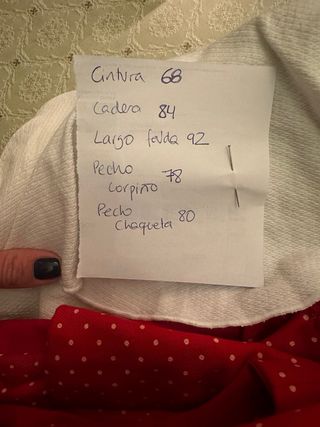 Cintura 68
Cadera 84
Largo falda 92
Pecho 78
corpiño
Pecho
Chaqueta 80